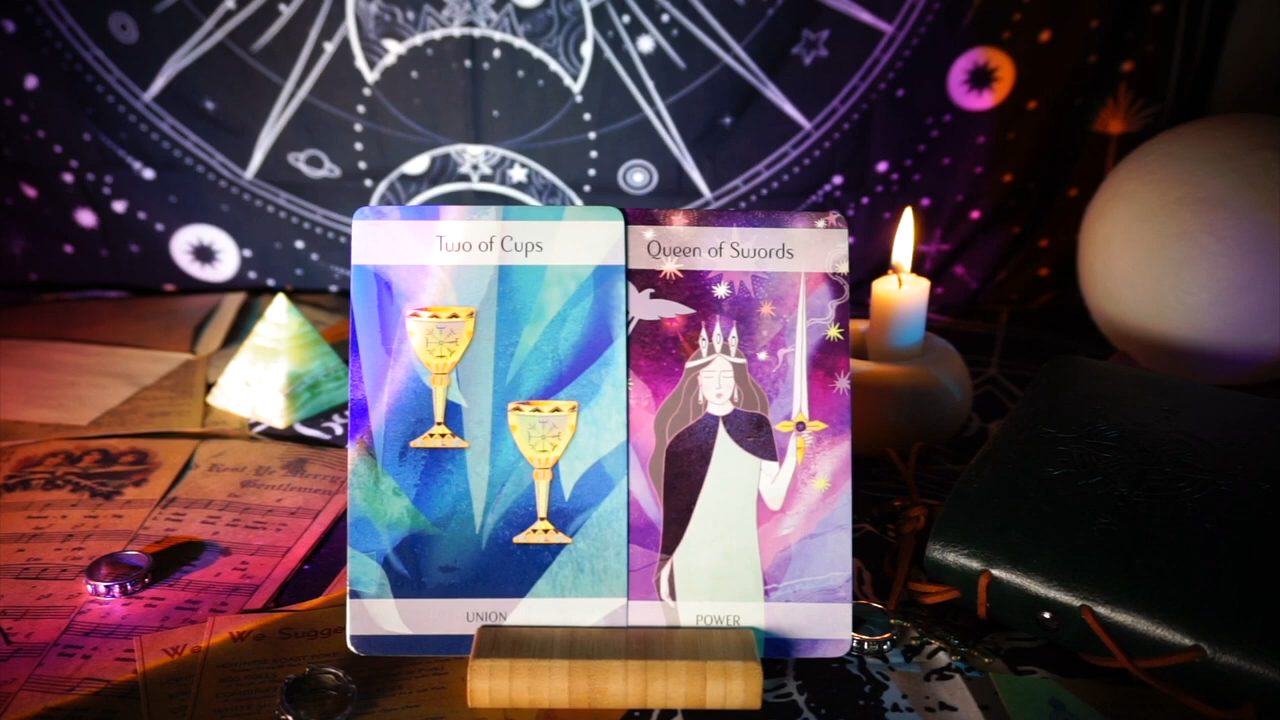 Two of Cups
Queen of Swords
UNION
POWER
Rest Ye Merry
Gentlemen
We Sugge